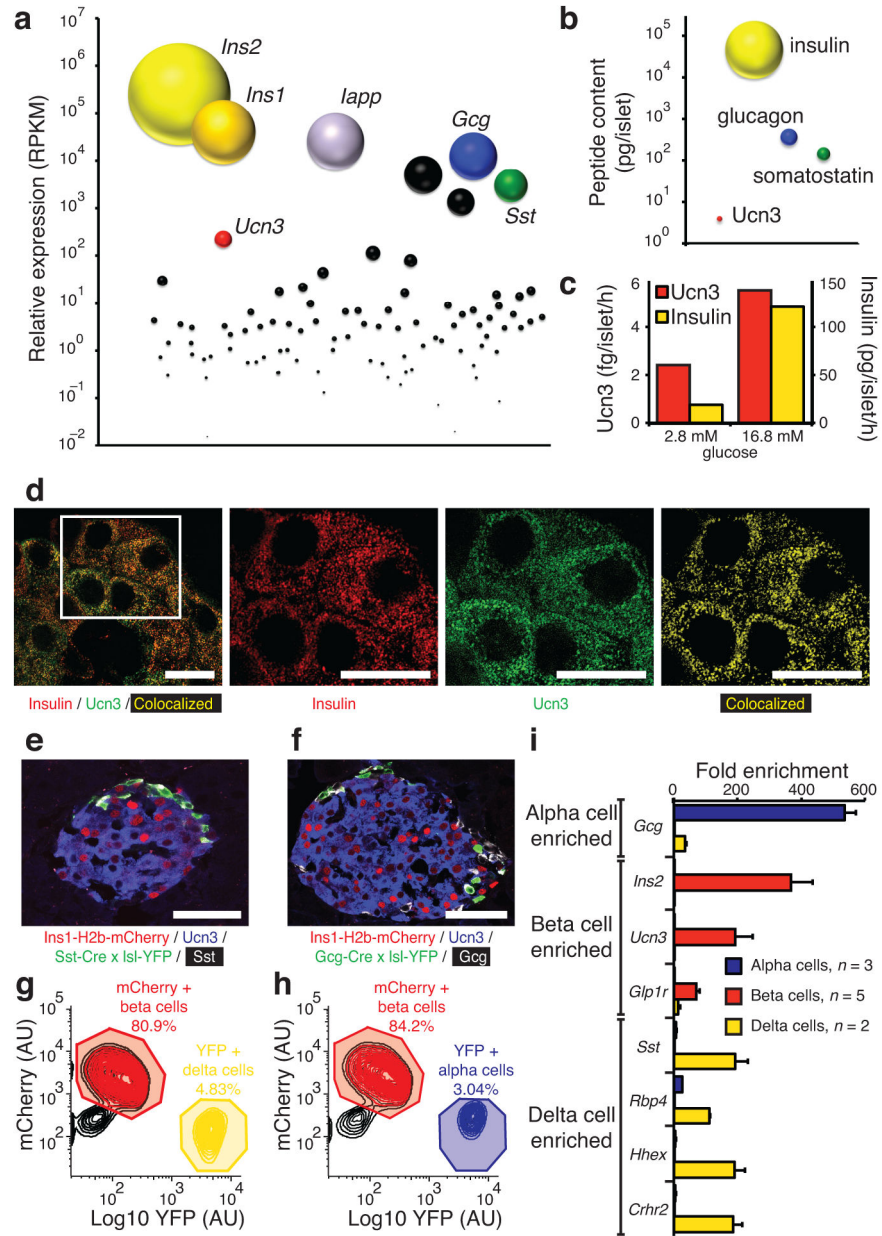 a
Relative expression (RPKM)
10^6
10^5
10^4
10^3
10^2
10^1
10^0
10^-1
10^-2
Ins2
Ins1
Iapp
Gcg
Sst
Ucn3
b
Peptide content
(pg/islet)
10^5
10^4
10^3
10^2
10^1
10^0
insulin
glucagon
somatostatin
Ucn3
c
Ucn3 (fg/islet/h)
6
4
2
0
Ucn3
Insulin
150
100
50
0
Insulin
(pg/islet/h)
2.8 mM
16.8 mM
glucose
d
Insulin / Ucn3 / Colocalized
Insulin
Ucn3
Colocalized
e
Ins1-H2b-mCherry / Ucn3 /
Sst-Cre x lsl-YFP / Sst
f
Ins1-H2b-mCherry / Ucn3 /
Gcg-Cre x lsl-YFP / Gcg
g
mCherry (AU)
10^5
10^4
10^3
10^2
mCherry +
beta cells
80.9%
YFP +
delta cells
4.83%
10^2
10^3
10^4
Log10 YFP (AU)
h
mCherry (AU)
10^5
10^4
10^3
10^2
mCherry +
beta cells
84.2%
YFP +
alpha cells
3.04%
10^2
10^3
10^4
Log10 YFP (AU)
i
Fold enrichment
0
200
400
600
Alpha cell
enriched
Gcg
Beta cell
enriched
Ins2
Ucn3
Glp1r
Delta cell
enriched
Sst
Rbp4
Hhex
Crhr2
Alpha cells, n = 3
Beta cells, n = 5
Delta cells, n = 2